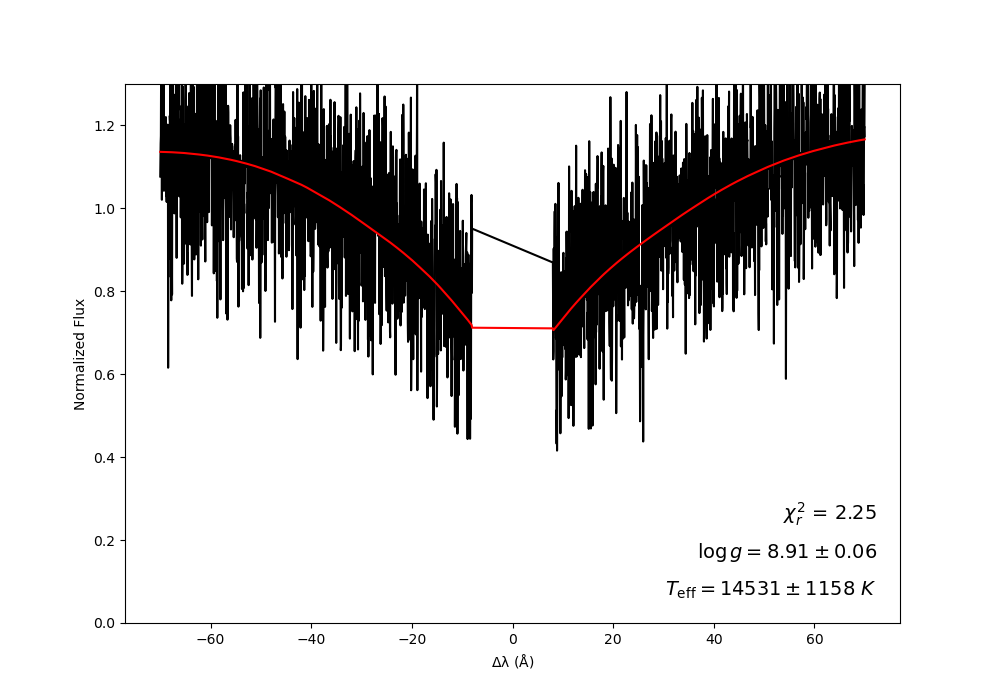 1.2
1.0
0.8
0.6
0.4
0.2
0.0
Normalized Flux
−60
−40
−20
0
20
40
60
Δλ (Å)
χ²ᵣ = 2.25
log g = 8.91 ± 0.06
T_eff = 14531 ± 1158 K